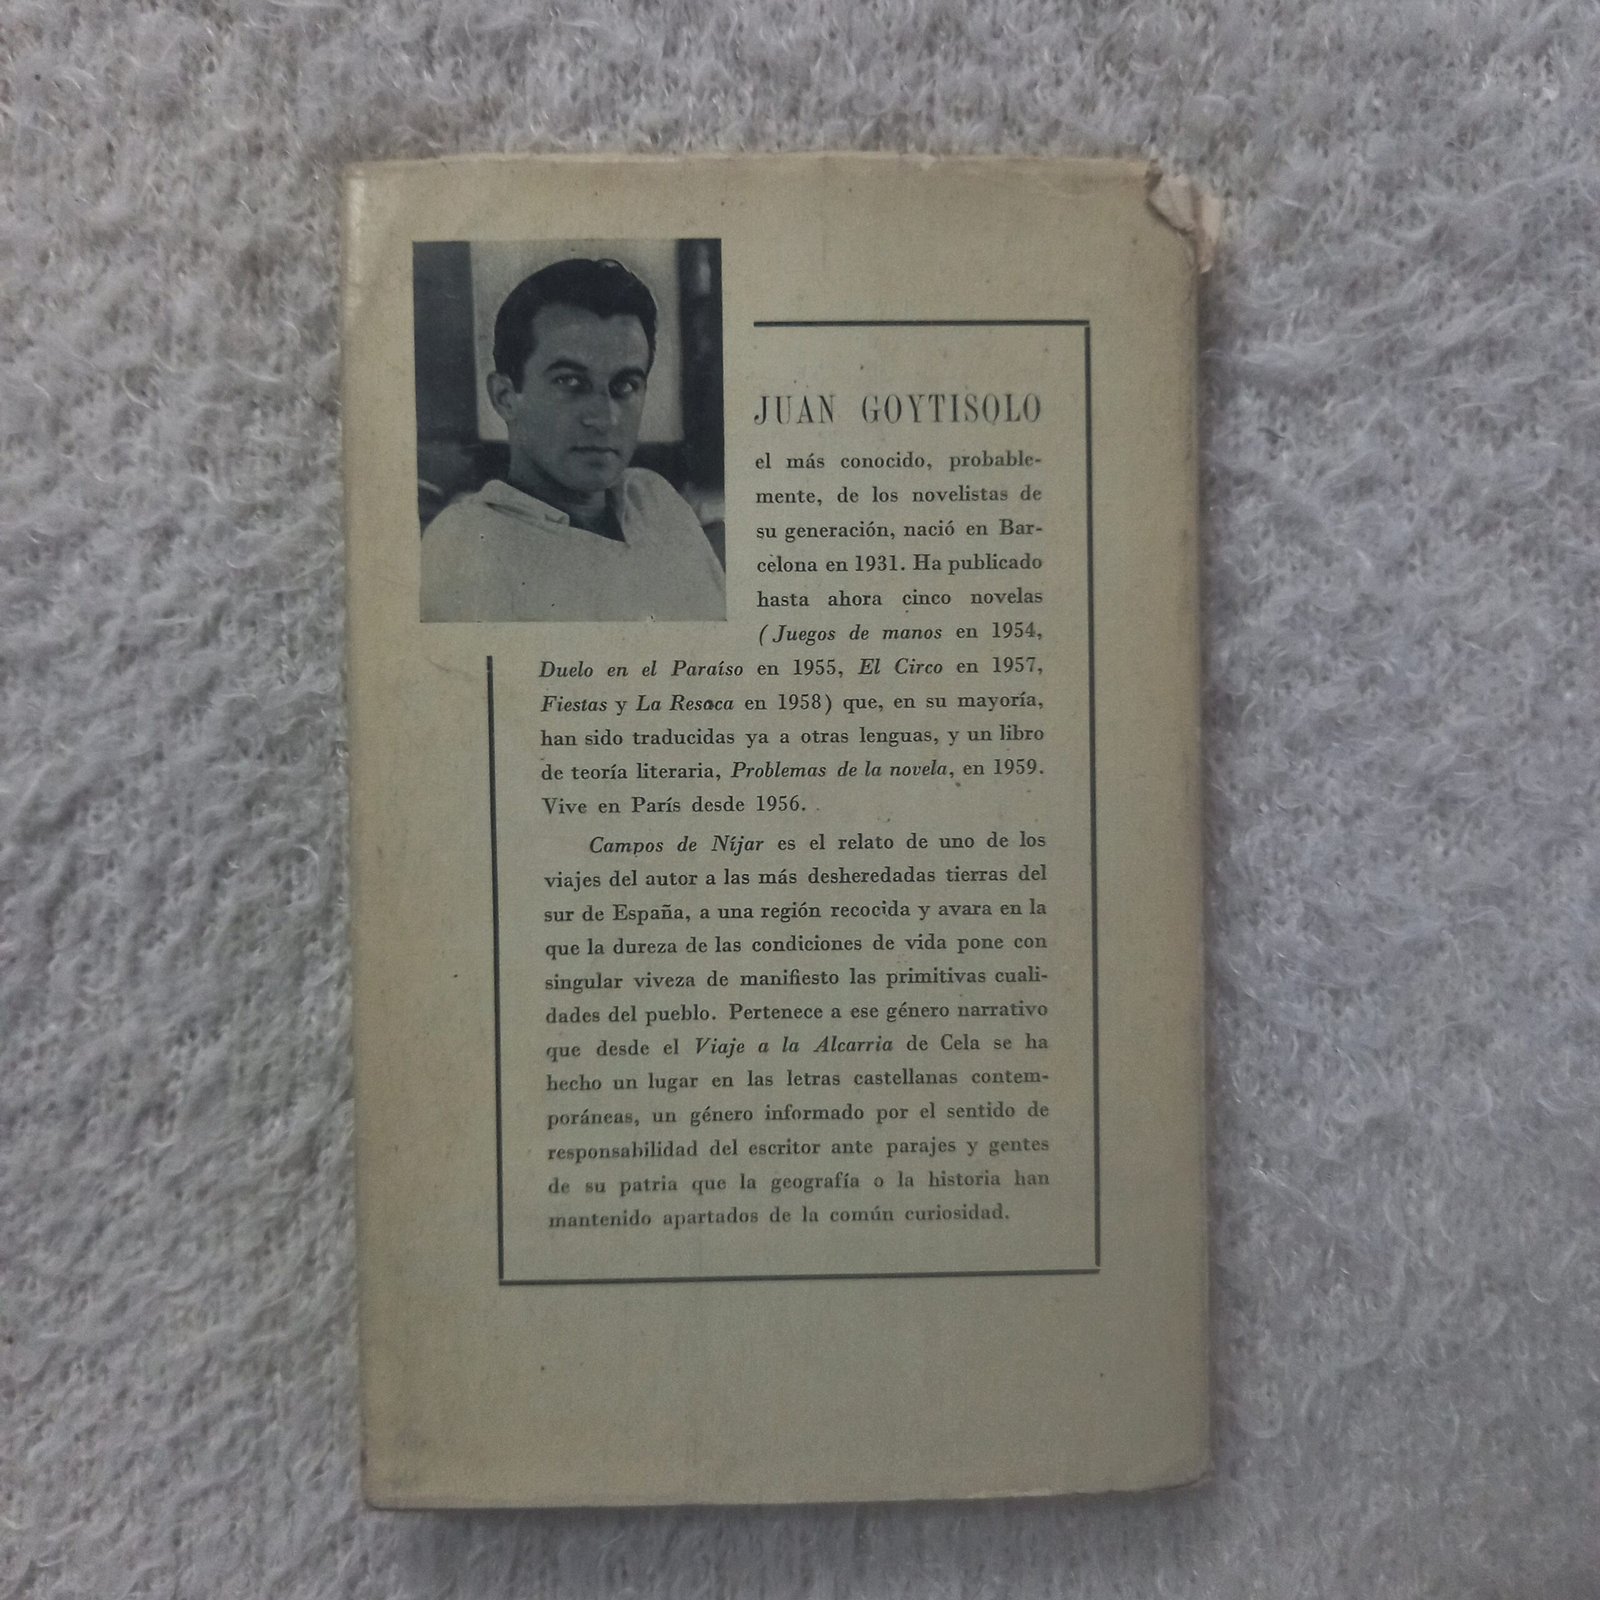 JUAN GOYTISOLO
el más conocido, probable-
mente, de los novelistas de
su generación, nació en Bar-
celona en 1931. Ha publicado
hasta ahora cinco novelas
(Juegos de manos en 1954,
Duelo en el Paraíso en 1955, El Circo en 1957,
Fiestas y La Resaca en 1958) que, en su mayoría,
han sido traducidas ya a otras lenguas, y un libro
de teoría literaria, Problemas de la novela, en 1959.
Vive en París desde 1956.
Campos de Níjar es el relato de uno de los
viajes del autor a las más desheredadas tierras del
sur de España, a una región recocida y avara en la
que la dureza de las condiciones de vida pone con
singular viveza de manifiesto las primitivas cuali-
dades del pueblo. Pertenece a ese género narrativo
que desde el Viaje a la Alcarria de Cela se ha
hecho un lugar en las letras castellanas contem-
poráneas, un género informado por el sentido de
responsabilidad del escritor ante parajes y gentes
de su patria que la geografía o la historia han
mantenido apartados de la común curiosidad.